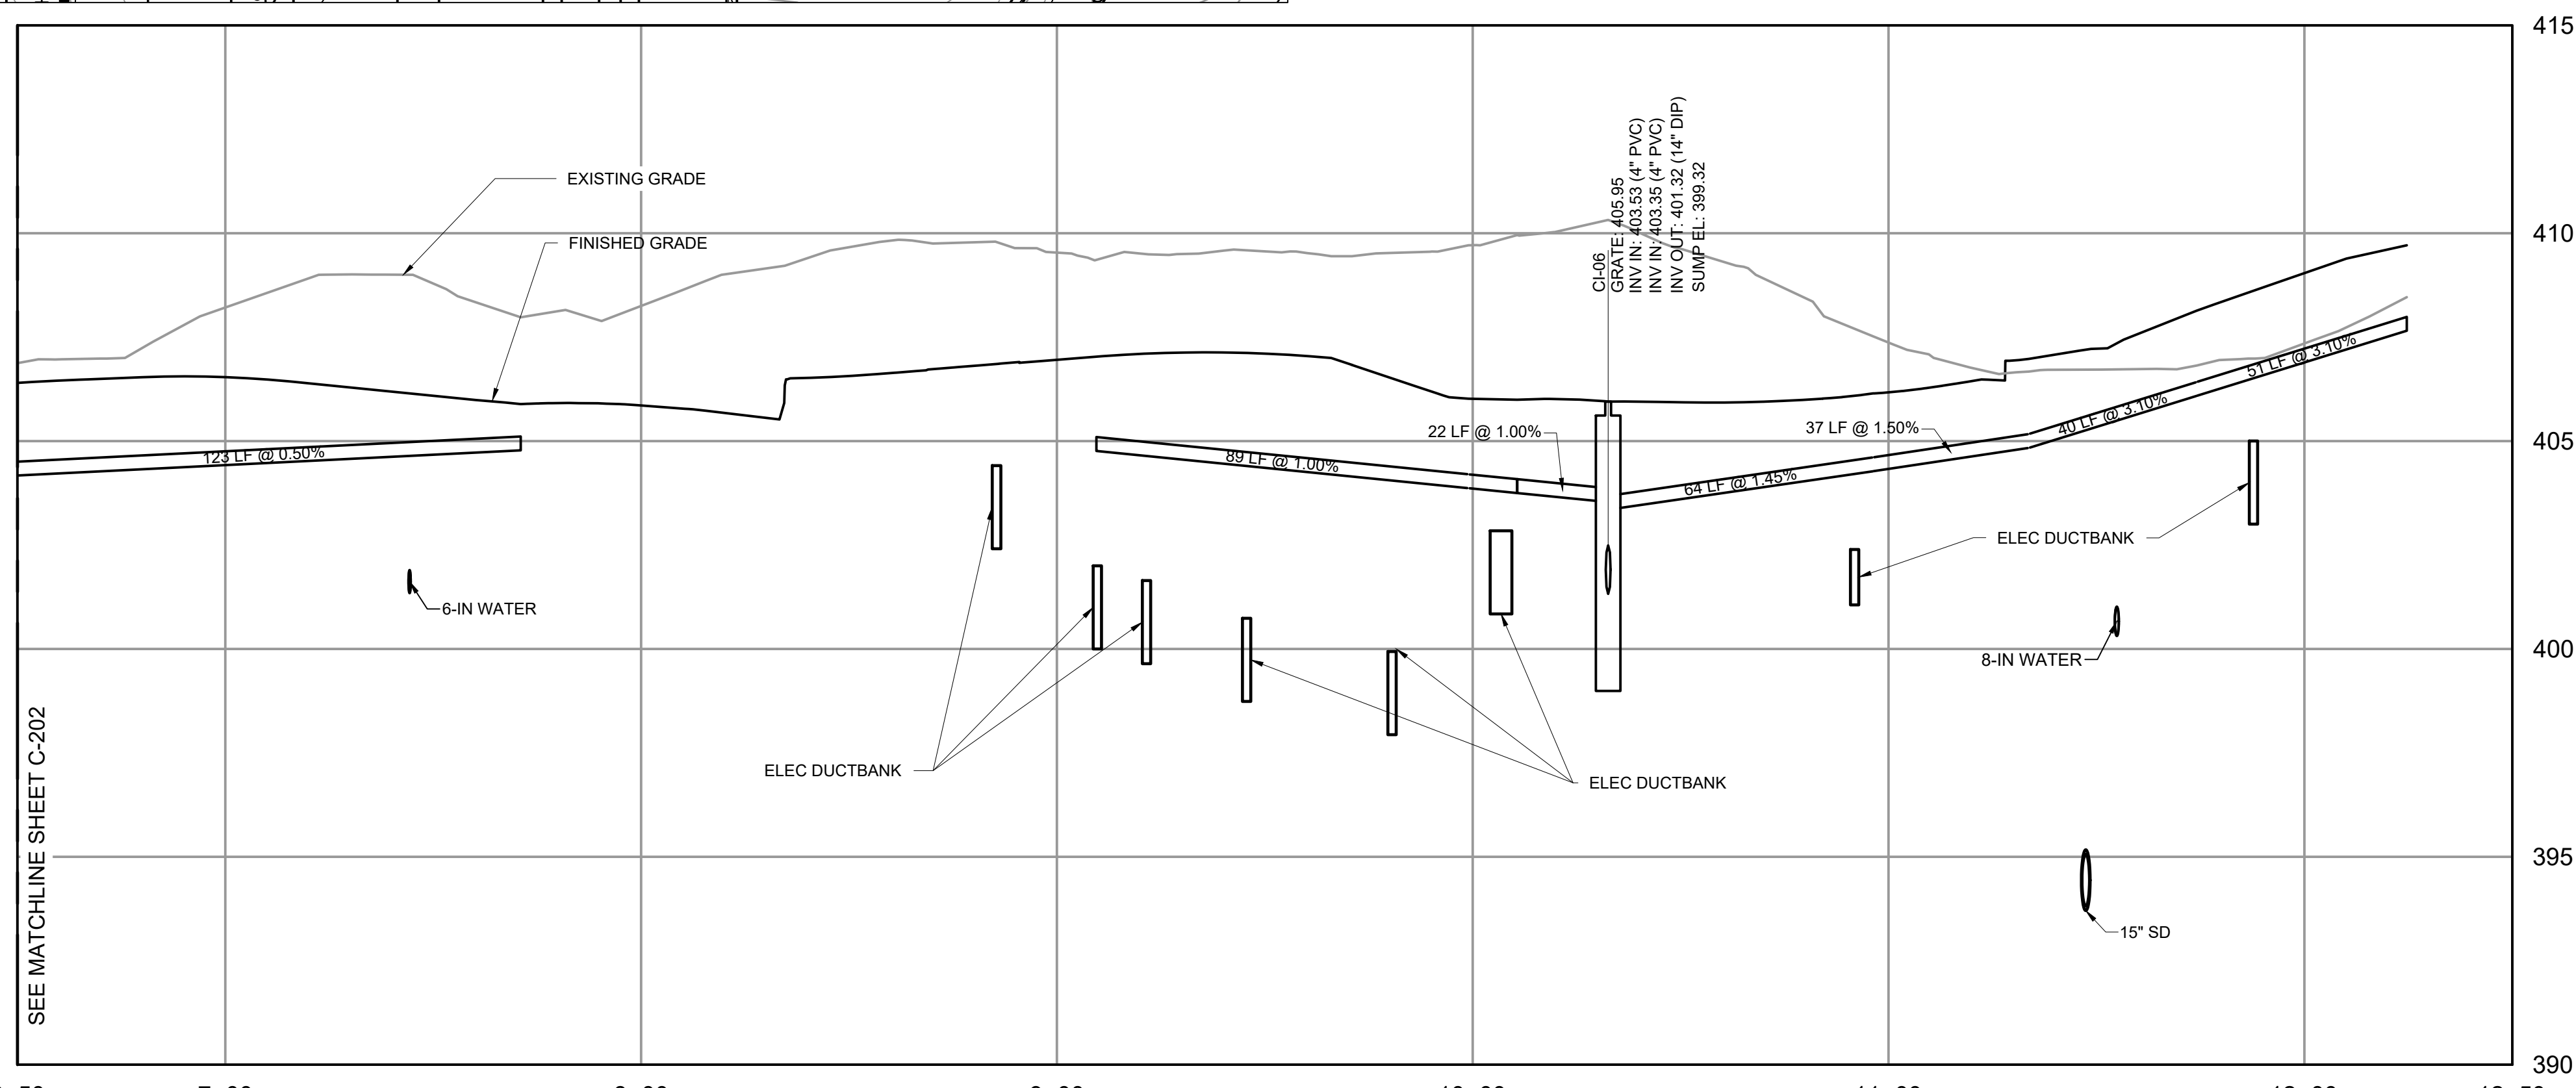 415
EXISTING GRADE
FINISHED GRADE
410
CI-06
GRATE: 405.95
INV IN: 403.53 (4" PVC)
INV IN: 403.35 (4" PVC)
INV OUT: 401.32 (14" DIP)
SUMP EL: 399.32
51 LF @ 3.10%
40 LF @ 3.10%
37 LF @ 1.50%
22 LF @ 1.00%
405
123 LF @ 0.50%
89 LF @ 1.00%
64 LF @ 1.45%
ELEC DUCTBANK
6-IN WATER
400
8-IN WATER
ELEC DUCTBANK
ELEC DUCTBANK
SEE MATCHLINE SHEET C-202
395
15" SD
390